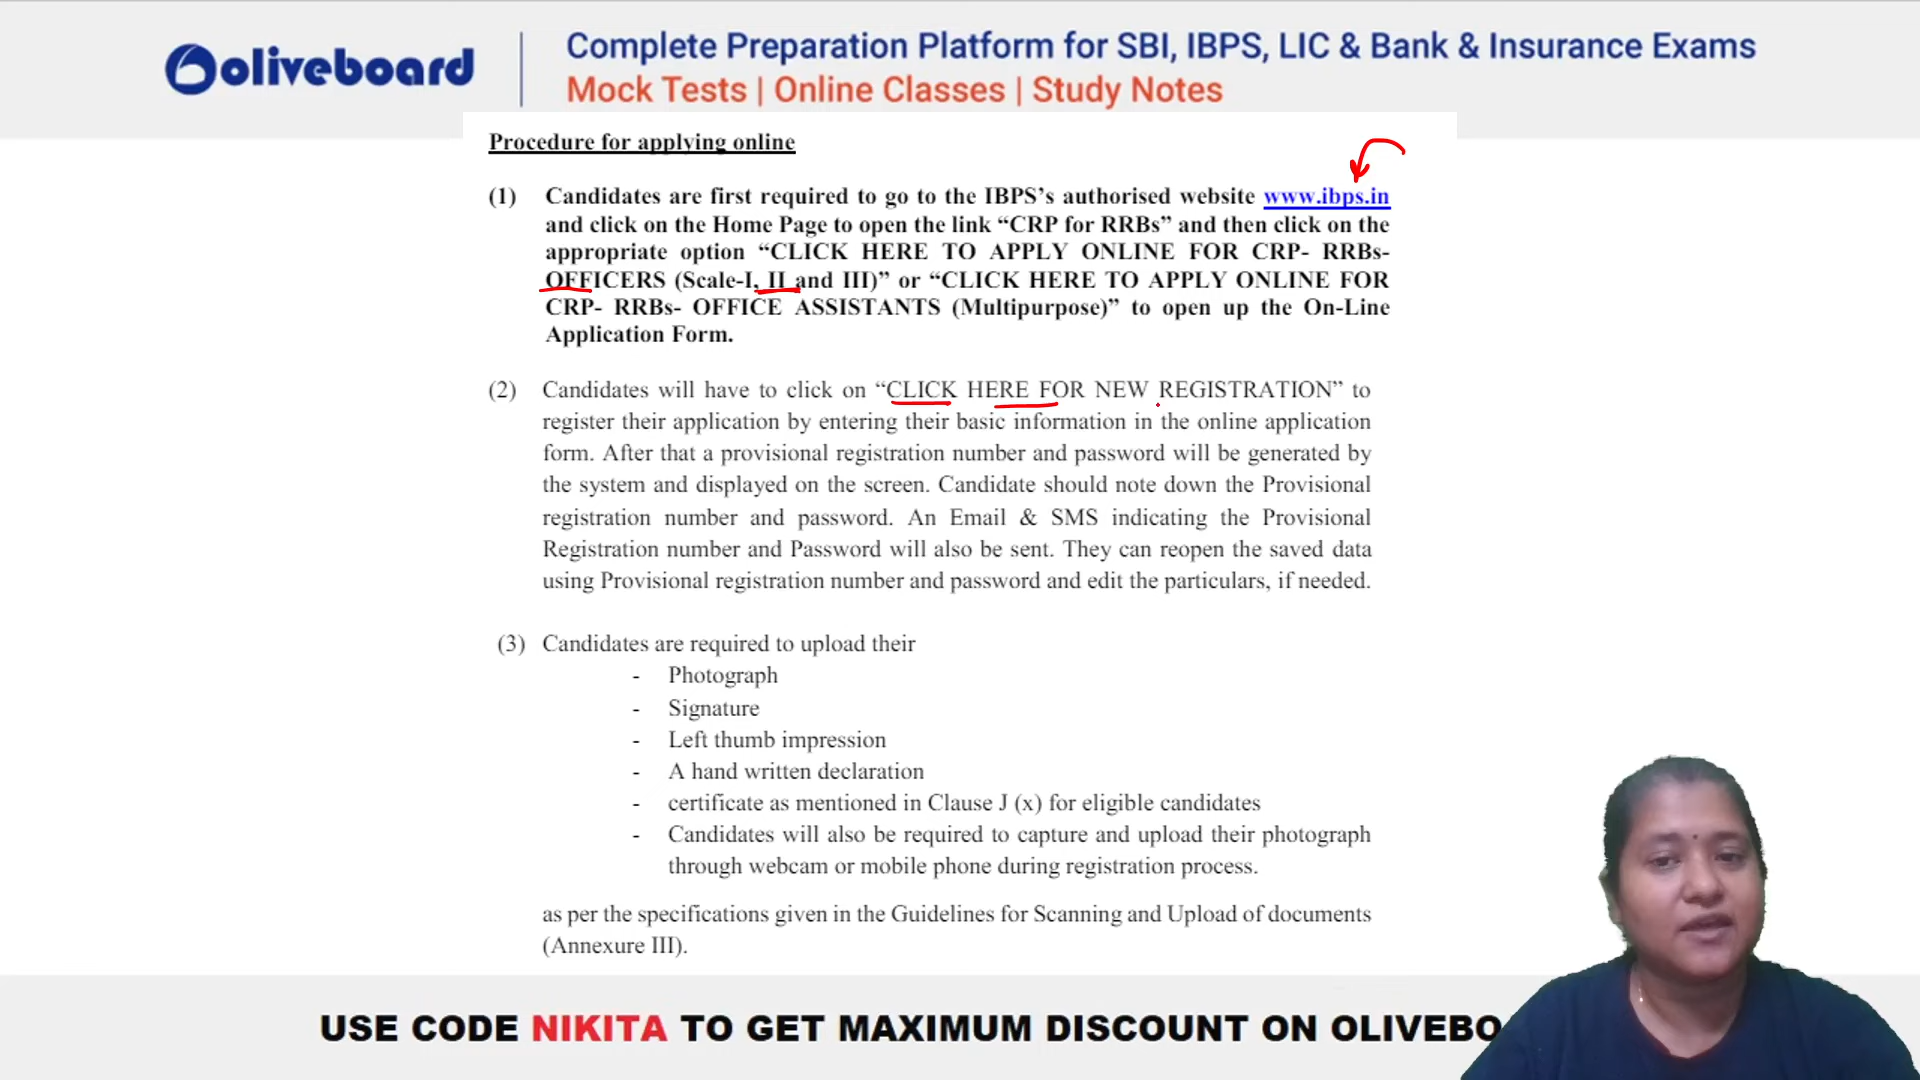 oliveboard
Complete Preparation Platform for SBI, IBPS, LIC & Bank & Insurance Exams
Mock Tests | Online Classes | Study Notes
Procedure for applying online
(1) Candidates are first required to go to the IBPS's authorised website www.ibps.in
and click on the Home Page to open the link “CRP for RRBs” and then click on the
appropriate option “CLICK HERE TO APPLY ONLINE FOR CRP- RRBs-
OFFICERS (Scale-I, II and III)” or “CLICK HERE TO APPLY ONLINE FOR
CRP- RRBs- OFFICE ASSISTANTS (Multipurpose)” to open up the On-Line
Application Form.
(2) Candidates will have to click on “CLICK HERE FOR NEW REGISTRATION” to
register their application by entering their basic information in the online application
form. After that a provisional registration number and password will be generated by
the system and displayed on the screen. Candidate should note down the Provisional
registration number and password. An Email & SMS indicating the Provisional
Registration number and Password will also be sent. They can reopen the saved data
using Provisional registration number and password and edit the particulars, if needed.
(3) Candidates are required to upload their
- Photograph
- Signature
- Left thumb impression
- A hand written declaration
- certificate as mentioned in Clause J (x) for eligible candidates
- Candidates will also be required to capture and upload their photograph
through webcam or mobile phone during registration process.
as per the specifications given in the Guidelines for Scanning and Upload of documents
(Annexure III).
USE CODE NIKITA TO GET MAXIMUM DISCOUNT ON OLIVEBO